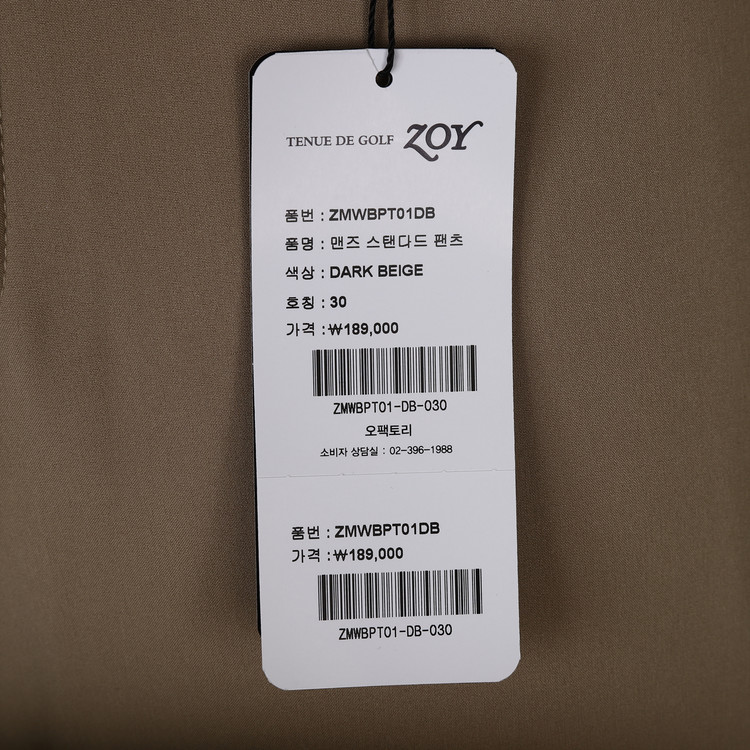 TENUE DE GOLF ZOY
품번 : ZMWBPT01DB
품명 : 맨즈 스탠다드 팬츠
색상 : DARK BEIGE
호칭 : 30
가격 : ₩189,000
ZMWBPT01-DB-030
오팩토리
소비자 상담실 : 02-396-1988
품번 : ZMWBPT01DB
가격 : ₩189,000
ZMWBPT01-DB-030